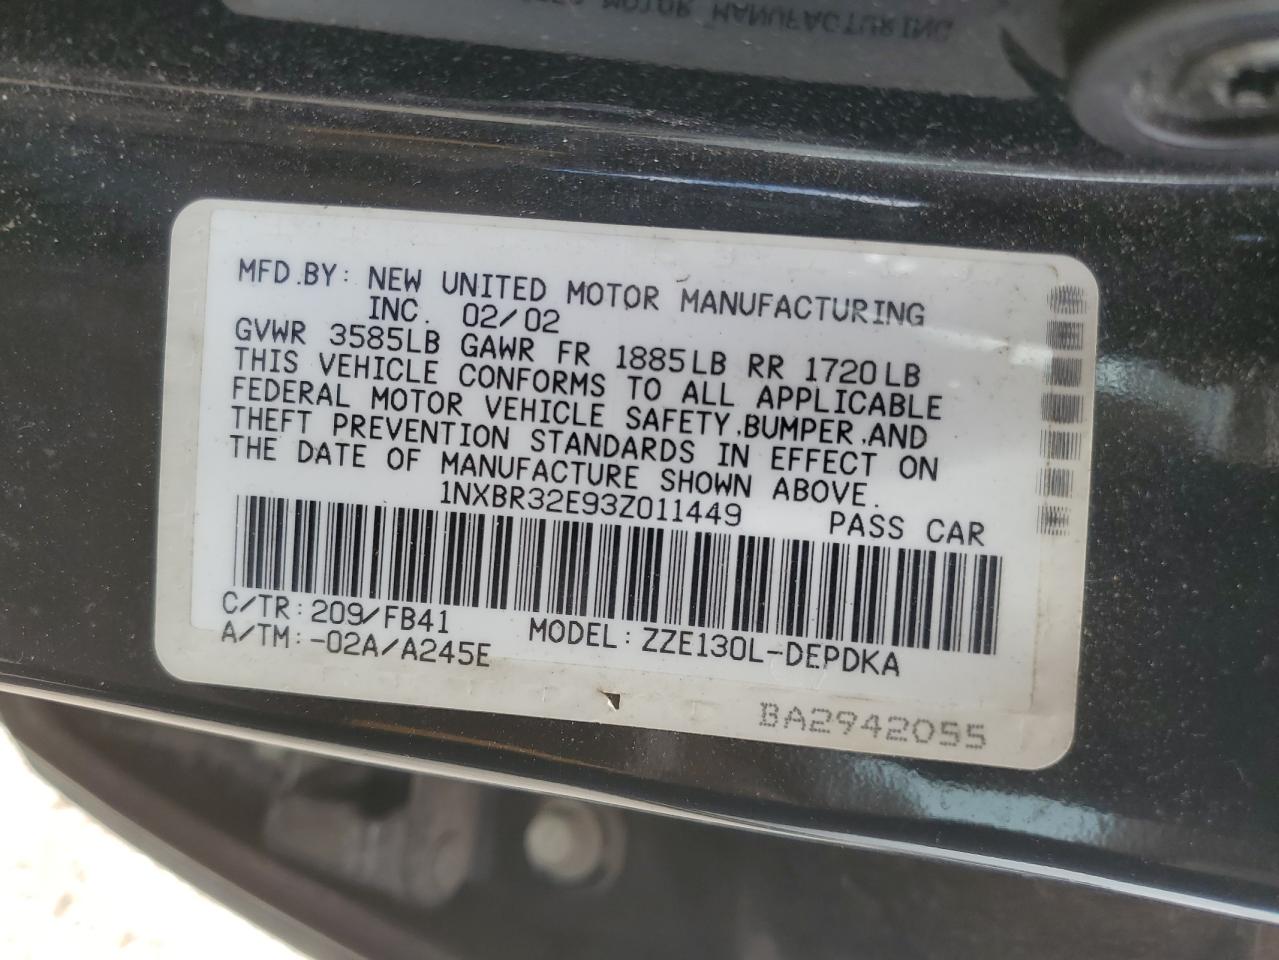 MOTOR MANUFACTURING
MFD.BY: NEW UNITED MOTOR MANUFACTURING
INC. 02/02
GVWR 3585LB GAWR FR 1885LB RR 1720LB
THIS VEHICLE CONFORMS TO ALL APPLICABLE
FEDERAL MOTOR VEHICLE SAFETY,BUMPER,AND
THEFT PREVENTION STANDARDS IN EFFECT ON
THE DATE OF MANUFACTURE SHOWN ABOVE.
1NXBR32E93Z011449 PASS CAR
C/TR:209/FB41 MODEL:ZZE130L-DEPDKA
A/TM:-02A/A245E
BA2942055